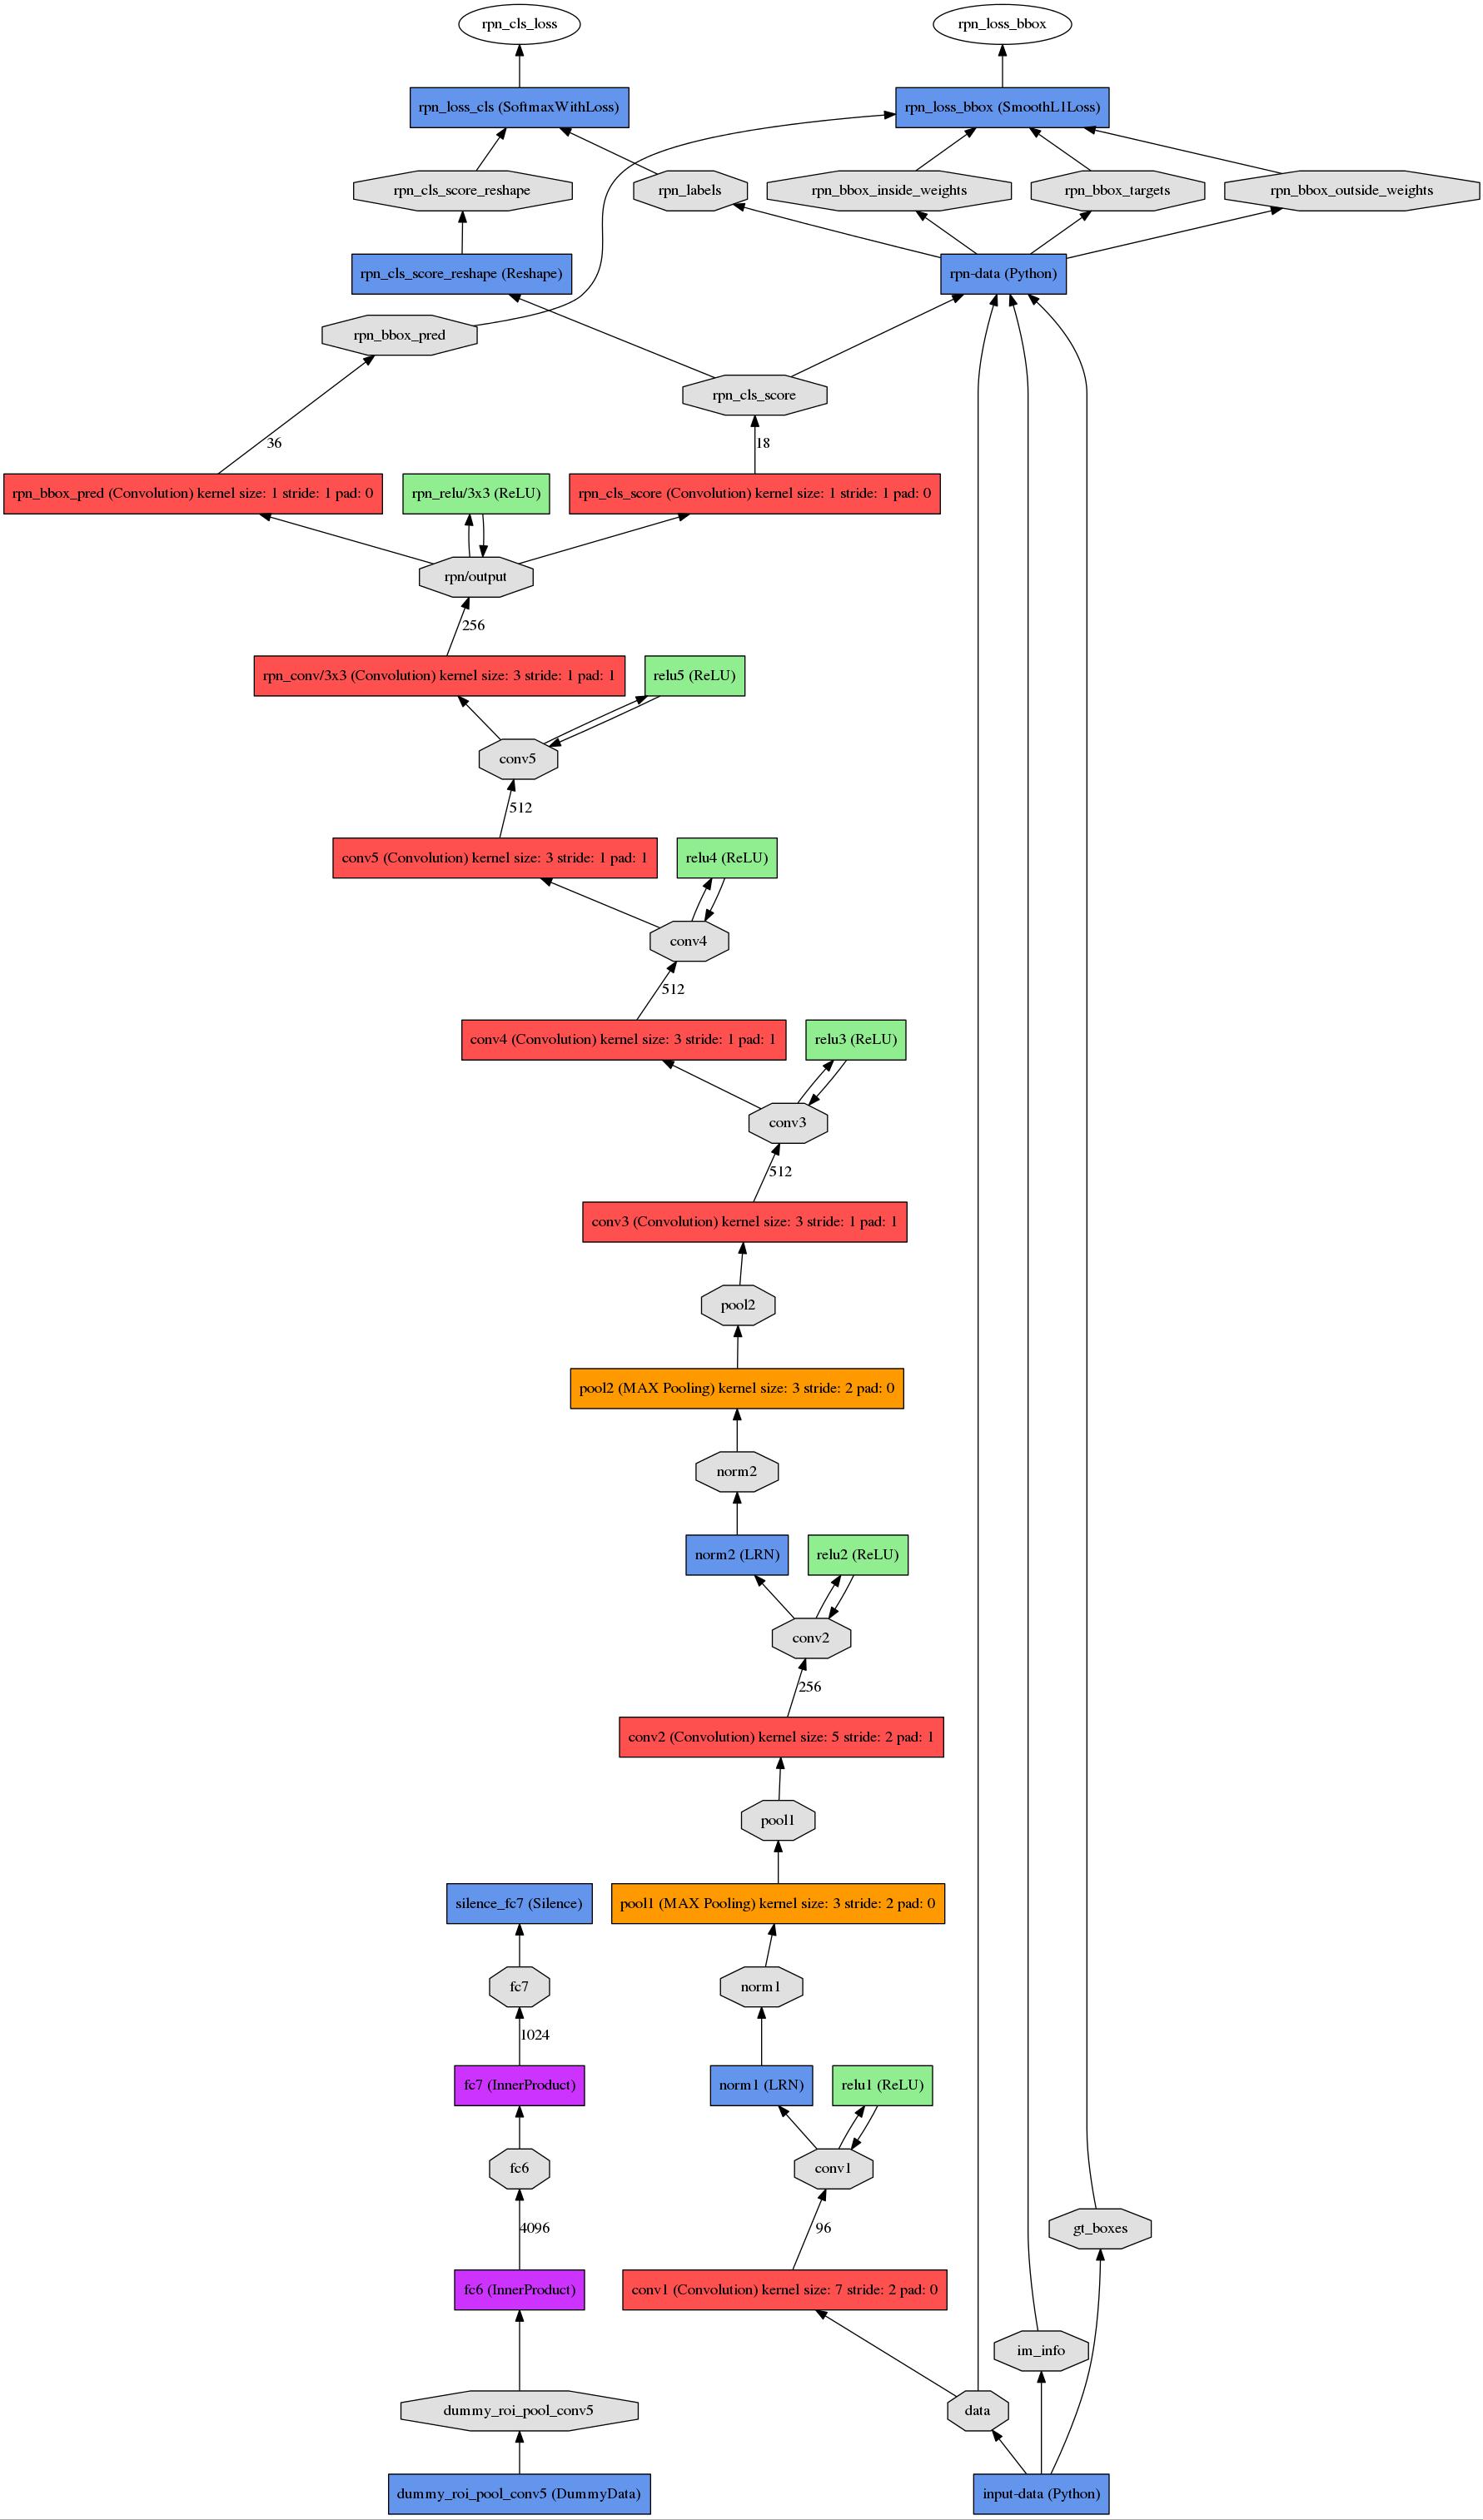 rpn_cls_loss
rpn_loss_bbox
rpn_loss_cls (SoftmaxWithLoss)
rpn_loss_bbox (SmoothL1Loss)
rpn_cls_score_reshape
rpn_labels
rpn_bbox_inside_weights
rpn_bbox_targets
rpn_bbox_outside_weights
rpn_cls_score_reshape (Reshape)
rpn-data (Python)
rpn_bbox_pred
rpn_cls_score
36
18
rpn_bbox_pred (Convolution) kernel size: 1 stride: 1 pad: 0
rpn_relu/3x3 (ReLU)
rpn_cls_score (Convolution) kernel size: 1 stride: 1 pad: 0
rpn/output
256
rpn_conv/3x3 (Convolution) kernel size: 3 stride: 1 pad: 1
relu5 (ReLU)
conv5
512
conv5 (Convolution) kernel size: 3 stride: 1 pad: 1
relu4 (ReLU)
conv4
512
conv4 (Convolution) kernel size: 3 stride: 1 pad: 1
relu3 (ReLU)
conv3
512
conv3 (Convolution) kernel size: 3 stride: 1 pad: 1
pool2
pool2 (MAX Pooling) kernel size: 3 stride: 2 pad: 0
norm2
norm2 (LRN)
relu2 (ReLU)
conv2
256
conv2 (Convolution) kernel size: 5 stride: 2 pad: 1
pool1
silence_fc7 (Silence)
pool1 (MAX Pooling) kernel size: 3 stride: 2 pad: 0
fc7
norm1
1024
fc7 (InnerProduct)
norm1 (LRN)
relu1 (ReLU)
fc6
conv1
4096
96
gt_boxes
fc6 (InnerProduct)
conv1 (Convolution) kernel size: 7 stride: 2 pad: 0
im_info
dummy_roi_pool_conv5
data
dummy_roi_pool_conv5 (DummyData)
input-data (Python)